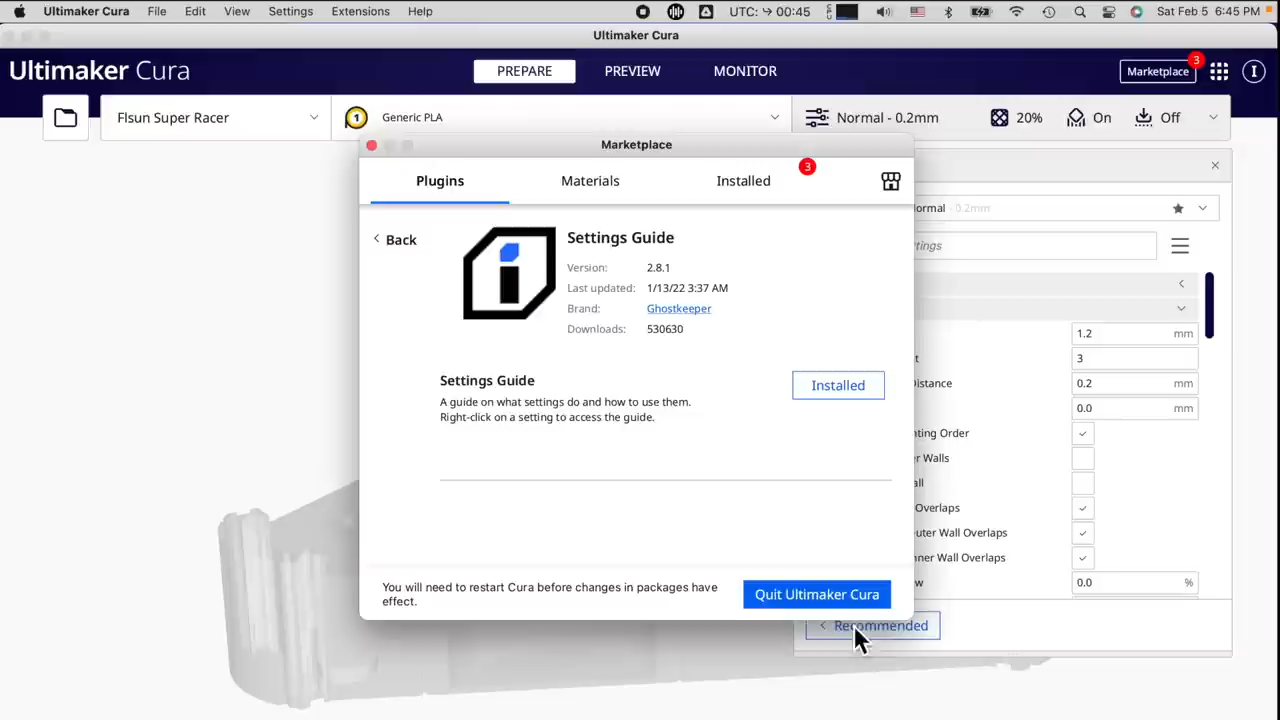 Ultimaker Cura File Edit View Settings Extensions Help UTC: 00:45 Sat Feb 5 6:45 PM
Ultimaker Cura
Ultimaker Cura PREPARE PREVIEW MONITOR Marketplace 3 I
Flsun Super Racer 1 Generic PLA Normal - 0.2mm 20% On Off
Marketplace
Plugins Materials Installed 3
ormal - 0.2mm
Back
ttings
Settings Guide
Version: 2.8.1
Last updated: 1/13/22 3:37 AM
Brand: Ghostkeeper
Downloads: 530630
1.2 mm
t 3
Distance 0.2 mm
0.0 mm
Settings Guide
Installed
A guide on what settings do and how to use them.
Right-click on a setting to access the guide.
nting Order
r Walls
all
Overlaps
uter Wall Overlaps
nner Wall Overlaps
w 0.0 %
You will need to restart Cura before changes in packages have
effect.
Quit Ultimaker Cura
Recommended